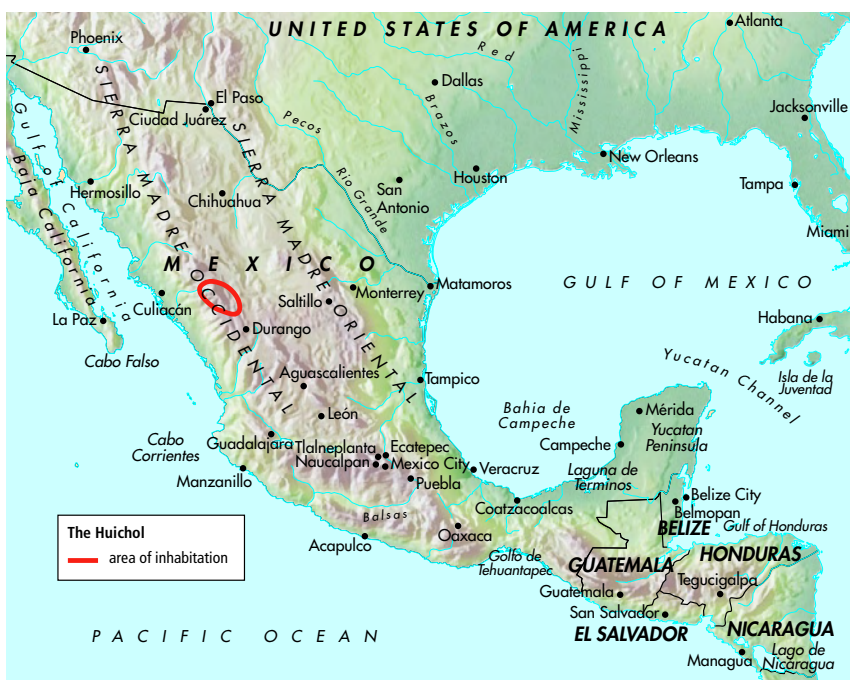 UNITED STATES OF AMERICA
Atlanta
Phoenix
Red
Mississippi
Dallas
El Paso
Ciudad Juárez
Pecos
Brazos
Jacksonville
SIERRA MADRE OCCIDENTAL
SIERRA MADRE ORIENTAL
Gulf of California
Baja California
New Orleans
Houston
Hermosillo
Chihuahua
Rio Grande
San
Antonio
Tampa
Miami
MEXICO
GULF OF MEXICO
Culiacán
Saltillo
Monterrey
Matamoros
La Paz
Durango
Habana
Cabo Falso
Yucatan Channel
Isla de la
Juventad
Aguascalientes
Tampico
León
Bahia de
Campeche
Mérida
Yucatan
Peninsula
Cabo
Corrientes
Guadalajara
Tlalneplanta
Ecatepec
Naucalpan
Mexico City
Campeche
Manzanillo
Puebla
Veracruz
Laguna de
Terminos
Coatzacoalcas
Belize City
Belmopan
Balsas
BELIZE
Gulf of Honduras
The Huichol
area of inhabitation
Acapulco
Oaxaca
Golfo de
Tehuantapec
GUATEMALA
HONDURAS
Tegucigalpa
Guatemala
San Salvador
EL SALVADOR
NICARAGUA
PACIFIC OCEAN
Managua
Lago de
Nicaragua